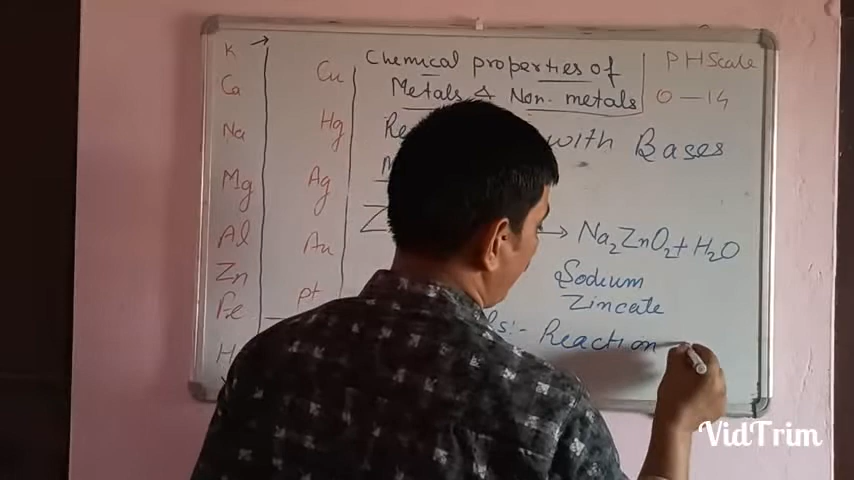 K
Ca
Na
Mg
Al
Zn
Fe
H
Cu
Hg
Ag
Au
pt
Chemical properties of
Metals & Non-metals
PH Scale
0 — 14
with Bases
→ Na₂ZnO₂ + H₂O
Sodium
Zincate
ls:- Reaction
VidTrim